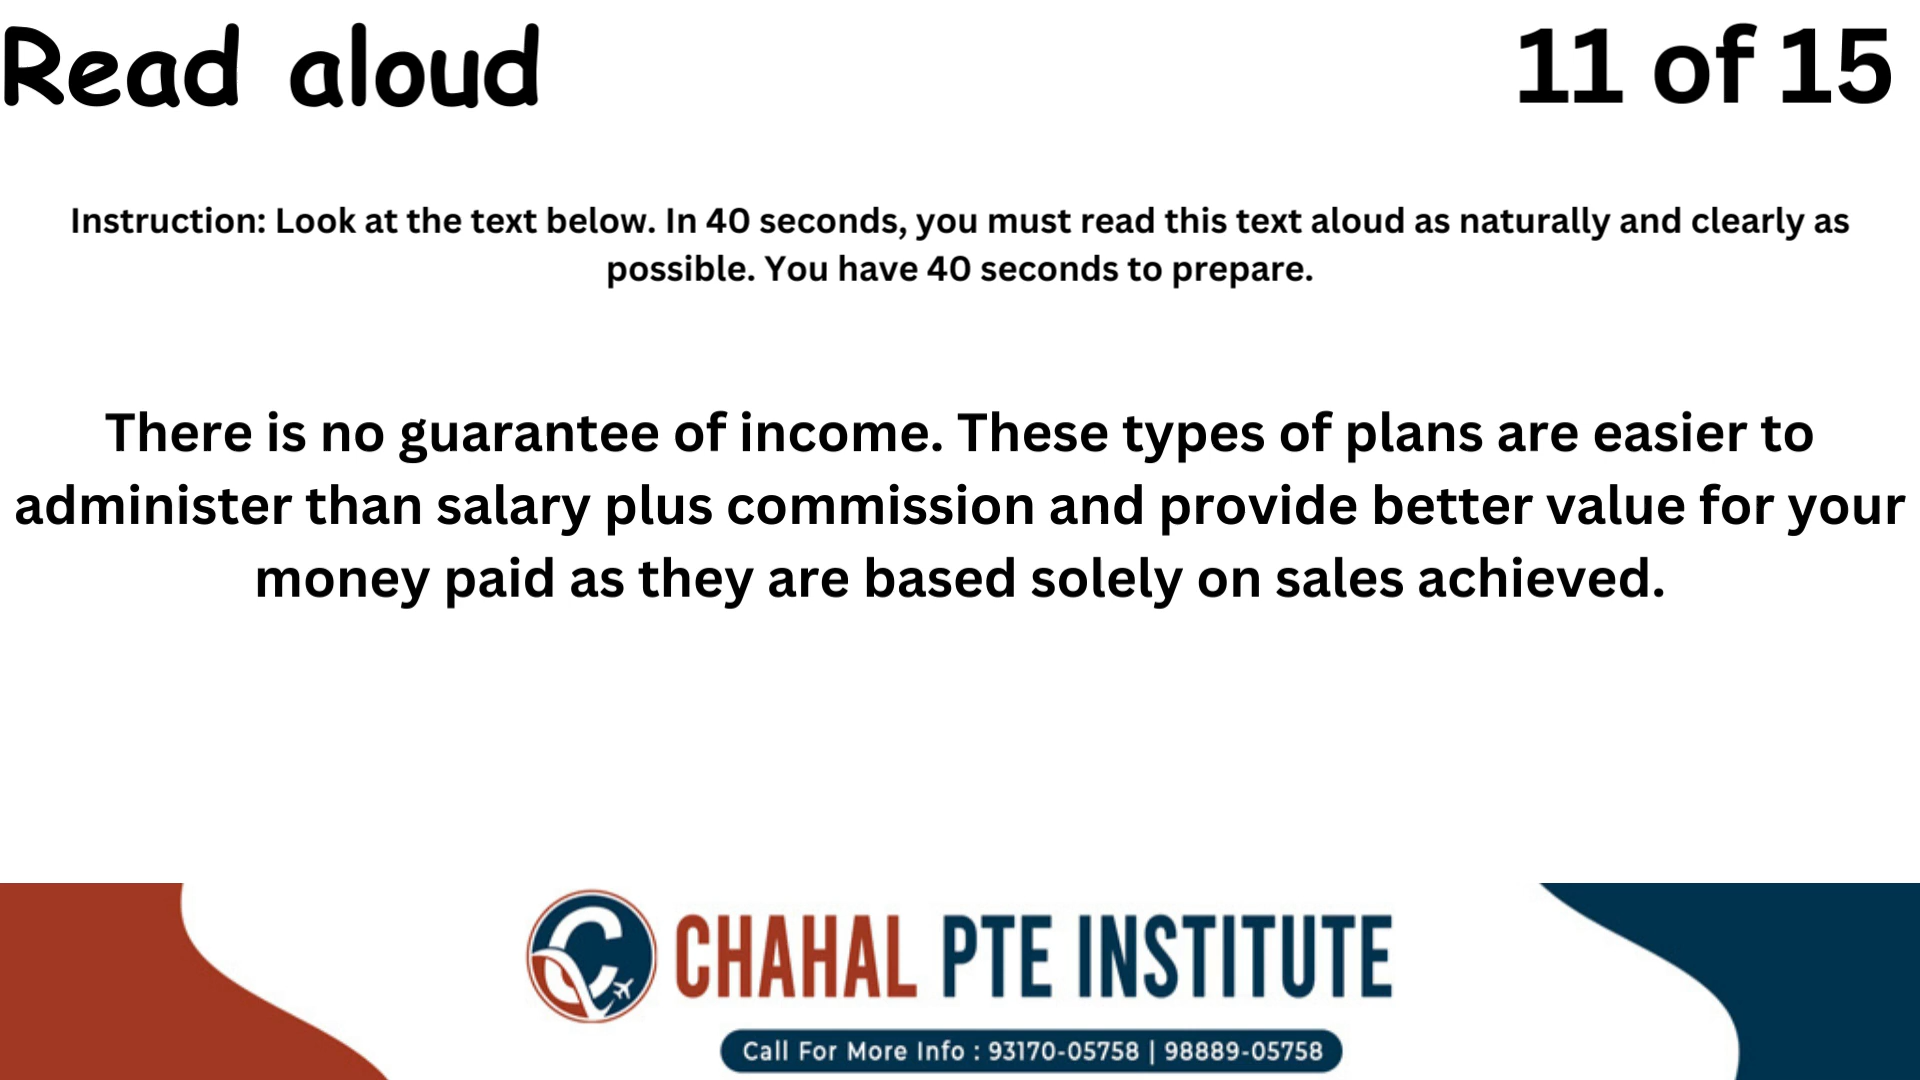 Read aloud
11 of 15
Instruction: Look at the text below. In 40 seconds, you must read this text aloud as naturally and clearly as
possible. You have 40 seconds to prepare.
There is no guarantee of income. These types of plans are easier to
administer than salary plus commission and provide better value for your
money paid as they are based solely on sales achieved.
CHAHAL PTE INSTITUTE
Call For More Info : 93170-05758 | 98889-05758